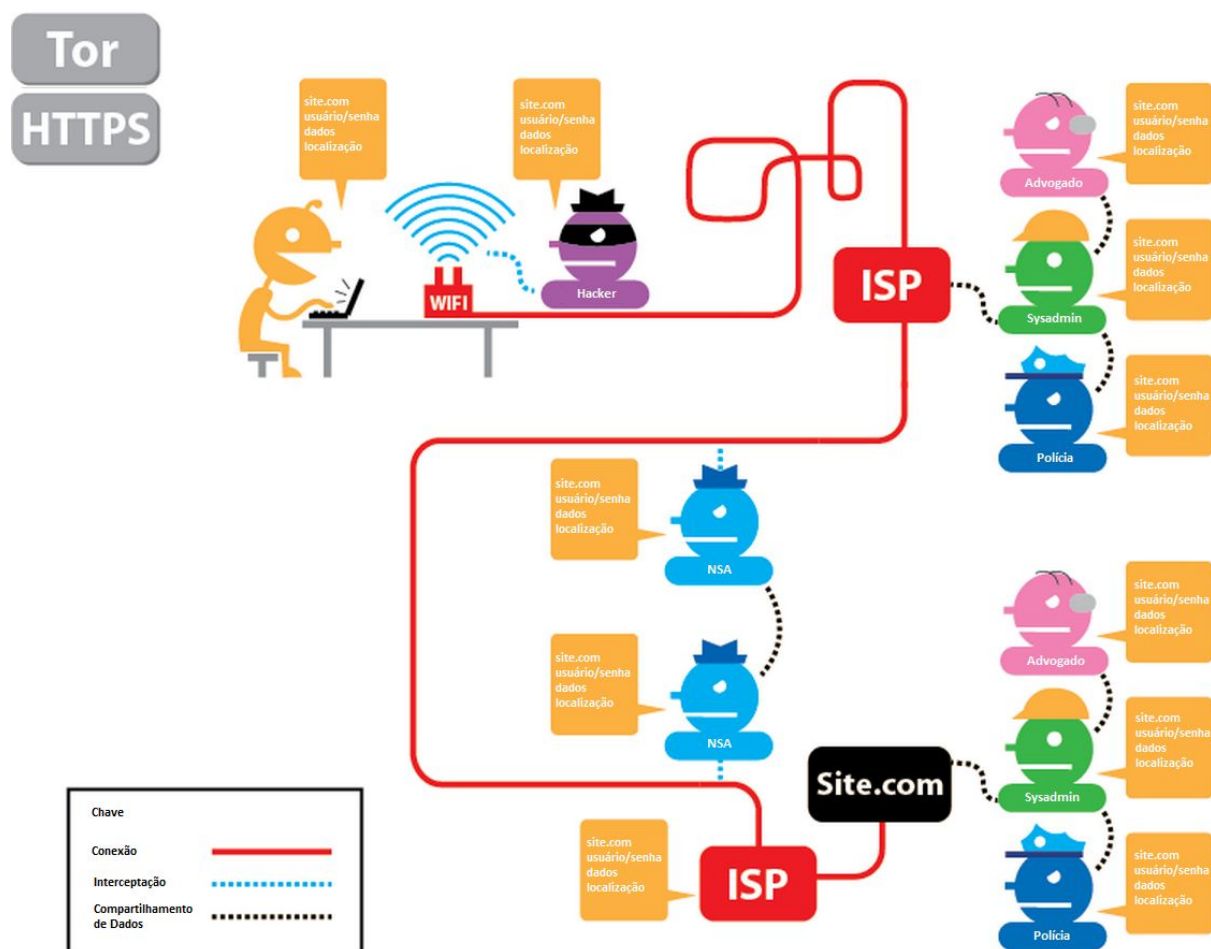 Tor
HTTPS
site.com
usuário/senha
dados
localização
site.com
usuário/senha
dados
localização
WIFI
Hacker
ISP
site.com
usuário/senha
dados
localização
Advogado
site.com
usuário/senha
dados
localização
Sysadmin
site.com
usuário/senha
dados
localização
Polícia
site.com
usuário/senha
dados
localização
NSA
site.com
usuário/senha
dados
localização
NSA
site.com
usuário/senha
dados
localização
Advogado
site.com
usuário/senha
dados
localização
Sysadmin
site.com
usuário/senha
dados
localização
Polícia
Site.com
site.com
usuário/senha
dados
localização
ISP
Chave
Conexão
Interceptação
Compartilhamento
de Dados